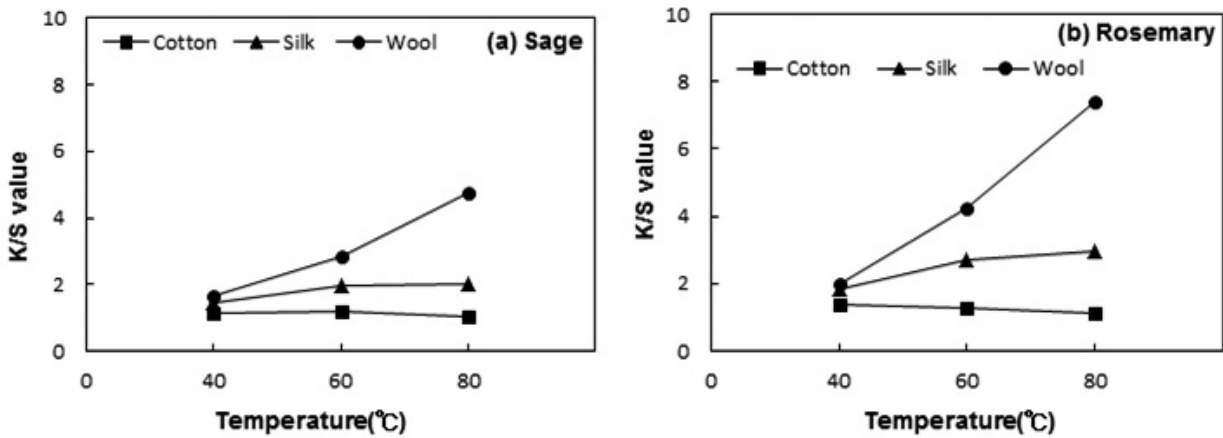 (a) Sage
Cotton Silk Wool
10
8
6
4
2
0
K/S value
0 40 60 80
Temperature(℃)
(b) Rosemary
Cotton Silk Wool
10
8
6
4
2
0
K/S value
0 40 60 80
Temperature(℃)